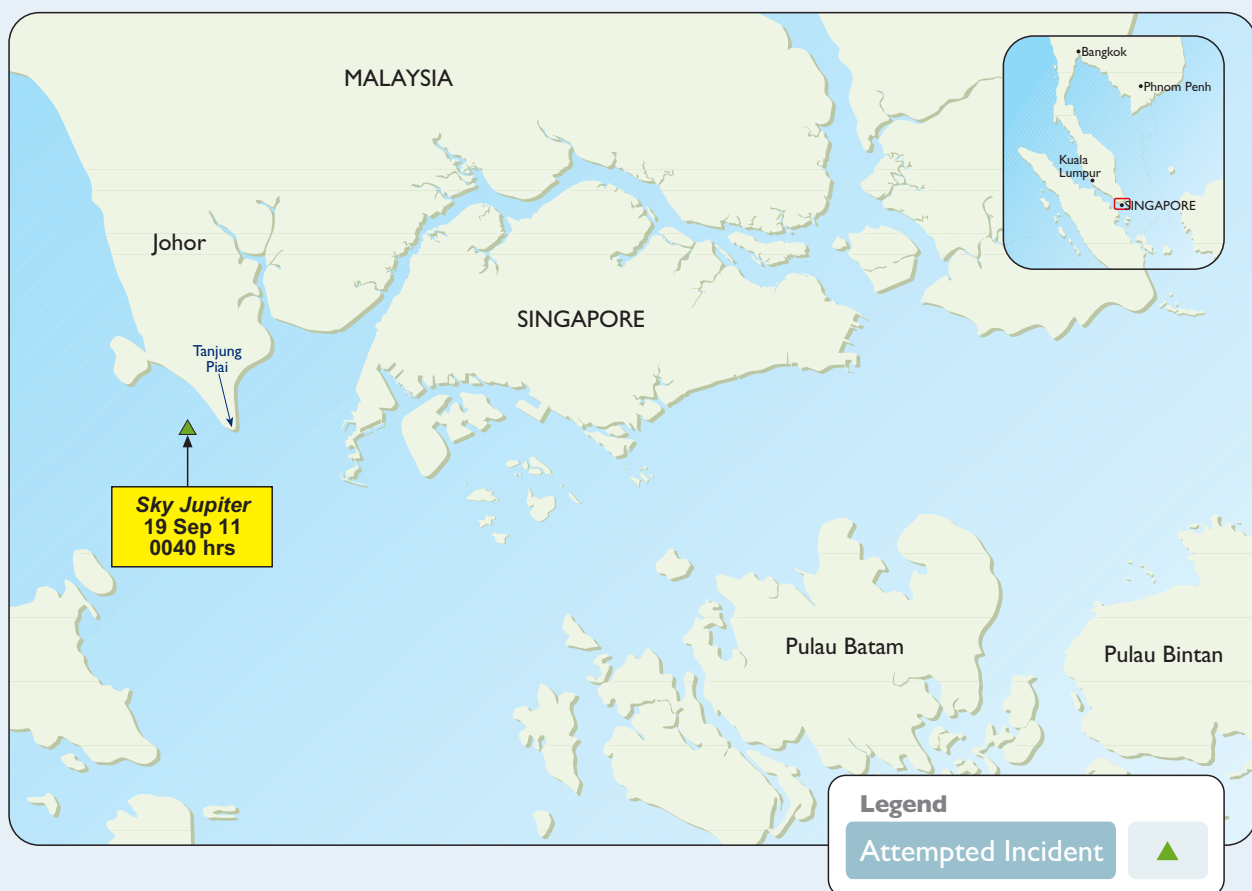 MALAYSIA
Bangkok
Phnom Penh
Kuala
Lumpur
SINGAPORE
Johor
SINGAPORE
Tanjung
Piai
Sky Jupiter
19 Sep 11
0040 hrs
Pulau Batam
Pulau Bintan
Legend
Attempted Incident